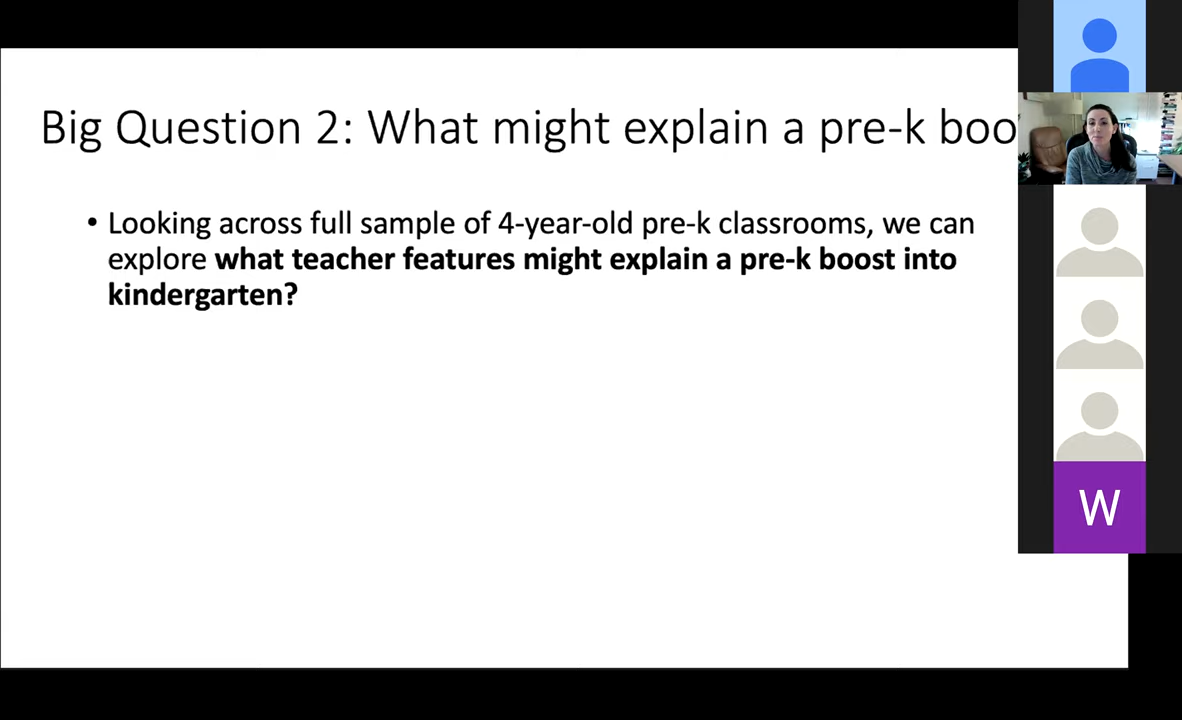 Big Question 2: What might explain a pre-k boo
• Looking across full sample of 4-year-old pre-k classrooms, we can
explore what teacher features might explain a pre-k boost into
kindergarten?
W